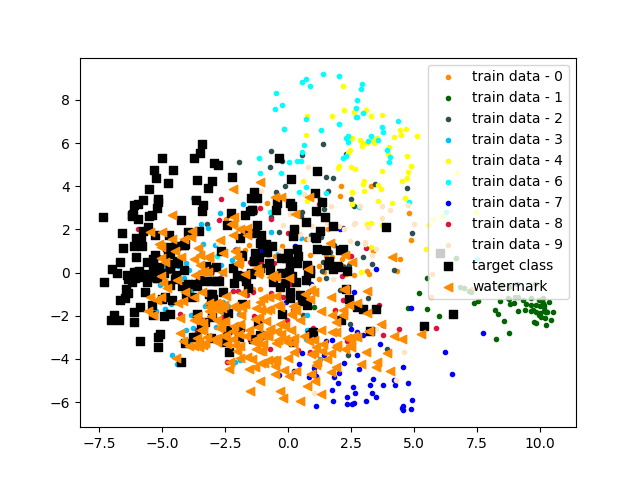 train data - 0
train data - 1
train data - 2
train data - 3
train data - 4
train data - 6
train data - 7
train data - 8
train data - 9
target class
watermark
8
6
4
2
0
−2
−4
−6
−7.5 −5.0 −2.5 0.0 2.5 5.0 7.5 10.0